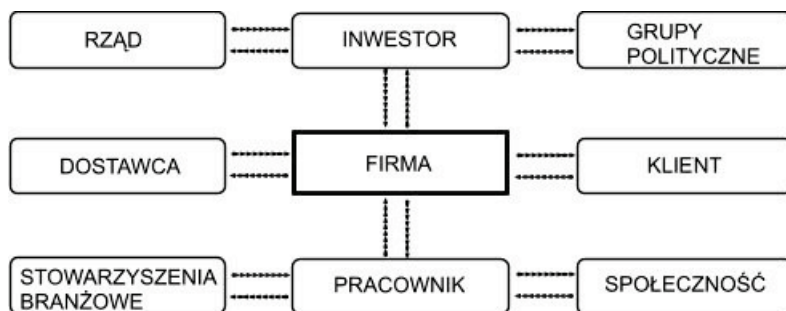 RZĄD
INWESTOR
GRUPY
POLITYCZNE
DOSTAWCA
FIRMA
KLIENT
STOWARZYSZENIA
BRANŻOWE
PRACOWNIK
SPOŁECZNOŚĆ